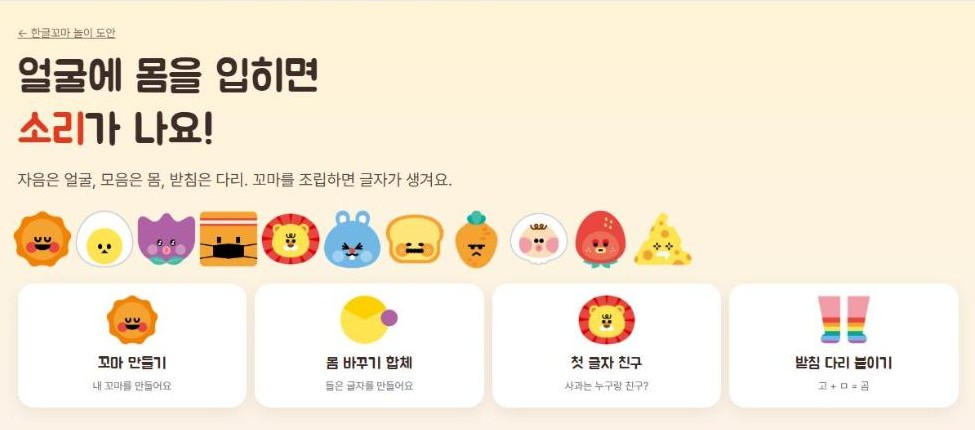 ← 한글꼬마 놀이 도안
얼굴에 몸을 입히면
소리가 나요!
자음은 얼굴, 모음은 몸, 받침은 다리. 꼬마를 조립하면 글자가 생겨요.
꼬마 만들기
내 꼬마를 만들어요
몸 바꾸기 합체
들은 글자를 만들어요
첫 글자 친구
사과는 누구랑 친구?
받침 다리 붙이기
고 + ㅁ = 곰